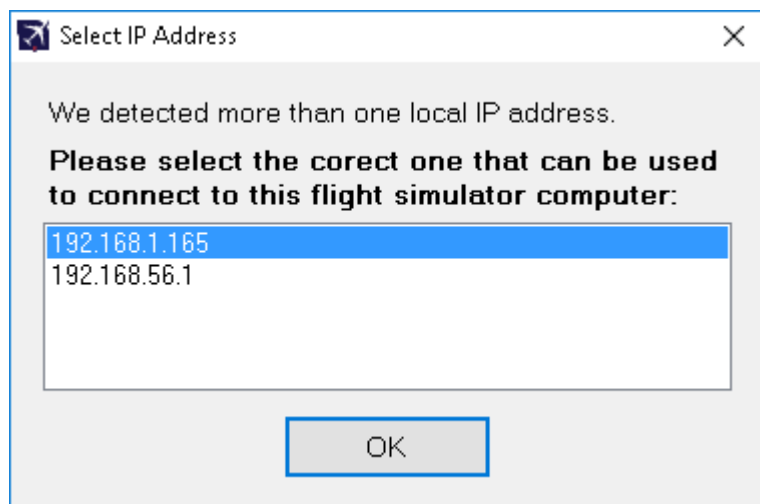 Select IP Address
We detected more than one local IP address.
Please select the corect one that can be used
to connect to this flight simulator computer:
192.168.1.165
192.168.56.1
OK